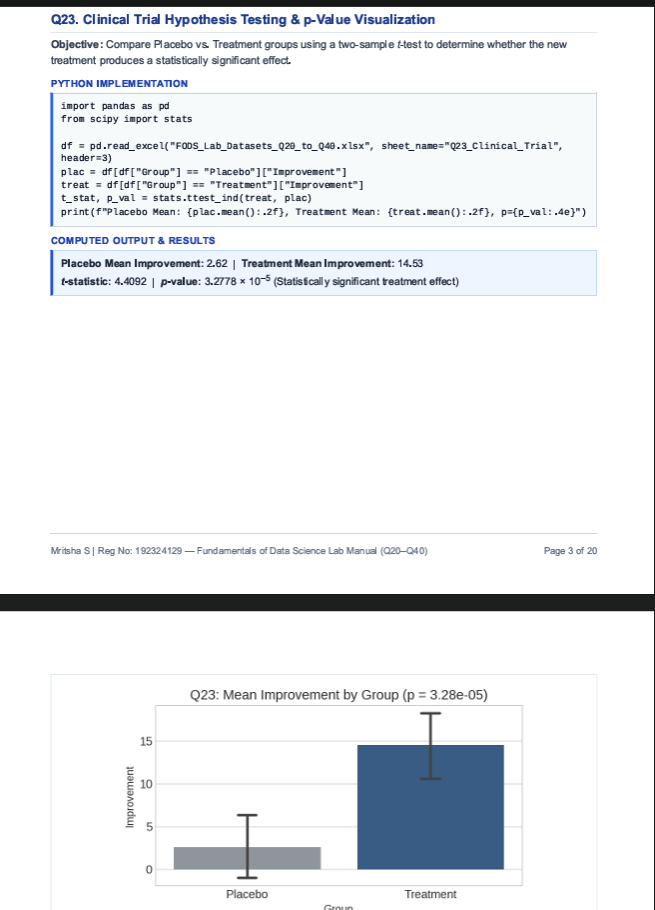 Q23. Clinical Trial Hypothesis Testing & p-Value Visualization
Objective: Compare Placebo vs. Treatment groups using a two-sample t-test to determine whether the new
treatment produces a statistically significant effect.
PYTHON IMPLEMENTATION
import pandas as pd
from scipy import stats
df = pd.read_excel("FODS_Lab_Datasets_Q20_to_Q40.xlsx", sheet_name="Q23_Clinical_Trial",
header=3)
plac = df[df["Group"] == "Placebo"]["Improvement"]
treat = df[df["Group"] == "Treatment"]["Improvement"]
t_stat, p_val = stats.ttest_ind(treat, plac)
print(f"Placebo Mean: {plac.mean():.2f}, Treatment Mean: {treat.mean():.2f}, p={p_val:.4e}")
COMPUTED OUTPUT & RESULTS
Placebo Mean Improvement: 2.62 | Treatment Mean Improvement: 14.53
t-statistic: 4.4092 | p-value: 3.2778 × 10⁻⁵ (Statistically significant treatment effect)
Mritsha S | Reg No: 192324129 — Fundamentals of Data Science Lab Manual (Q20–Q40)
Page 3 of 20
Q23: Mean Improvement by Group (p = 3.28e-05)
Improvement
15
10
5
0
Placebo
Treatment
Group